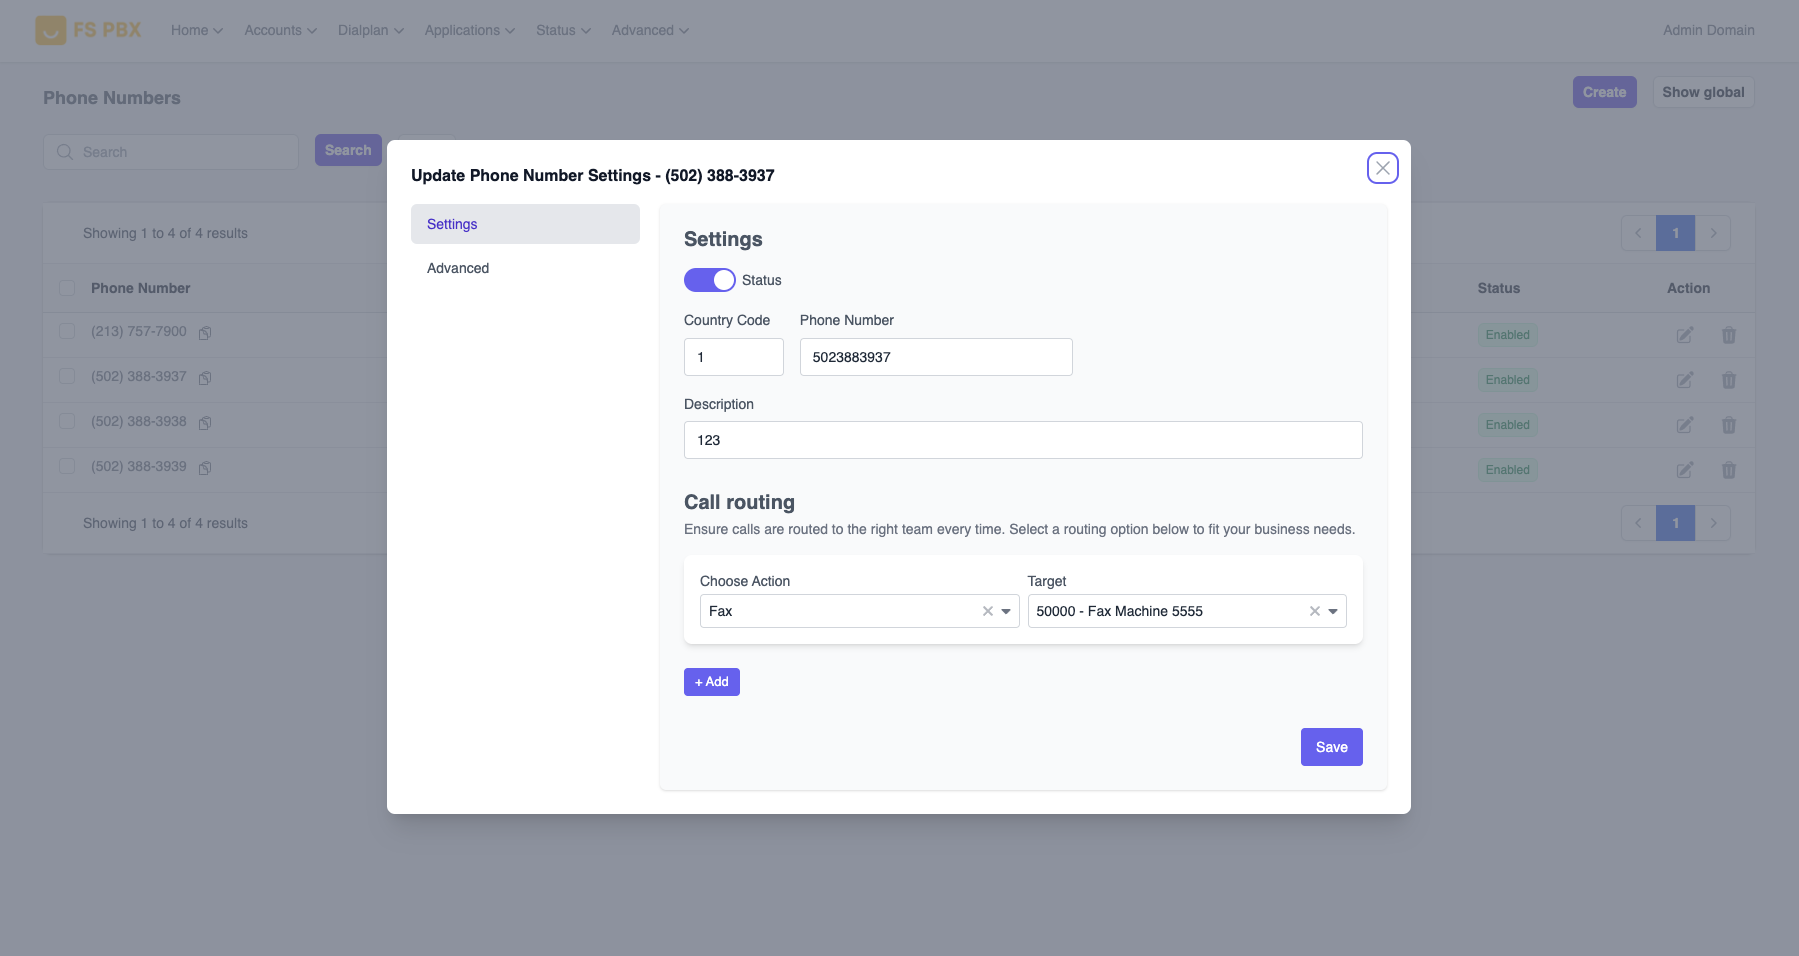 FS PBX
Home
Accounts
Dialplan
Applications
Status
Advanced
Admin Domain
Phone Numbers
Create
Show global
Search
Search
Showing 1 to 4 of 4 results
1
Phone Number
Status
Action
(213) 757-7900
Enabled
(502) 388-3937
Enabled
(502) 388-3938
Enabled
(502) 388-3939
Enabled
Showing 1 to 4 of 4 results
1
Update Phone Number Settings - (502) 388-3937
Settings
Advanced
Settings
Status
Country Code
Phone Number
1
5023883937
Description
123
Call routing
Ensure calls are routed to the right team every time. Select a routing option below to fit your business needs.
Choose Action
Target
Fax
50000 - Fax Machine 5555
+ Add
Save